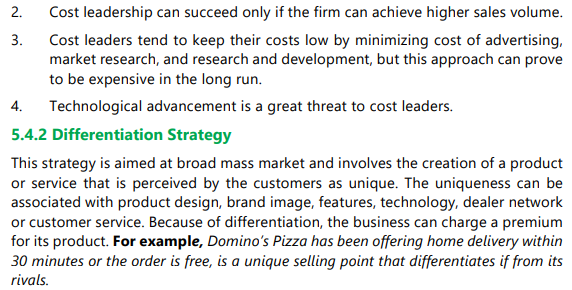 2. Cost leadership can succeed only if the firm can achieve higher sales volume.
3. Cost leaders tend to keep their costs low by minimizing cost of advertising,
market research, and research and development, but this approach can prove
to be expensive in the long run.
4. Technological advancement is a great threat to cost leaders.
5.4.2 Differentiation Strategy
This strategy is aimed at broad mass market and involves the creation of a product
or service that is perceived by the customers as unique. The uniqueness can be
associated with product design, brand image, features, technology, dealer network
or customer service. Because of differentiation, the business can charge a premium
for its product. For example, Domino’s Pizza has been offering home delivery within
30 minutes or the order is free, is a unique selling point that differentiates if from its
rivals.